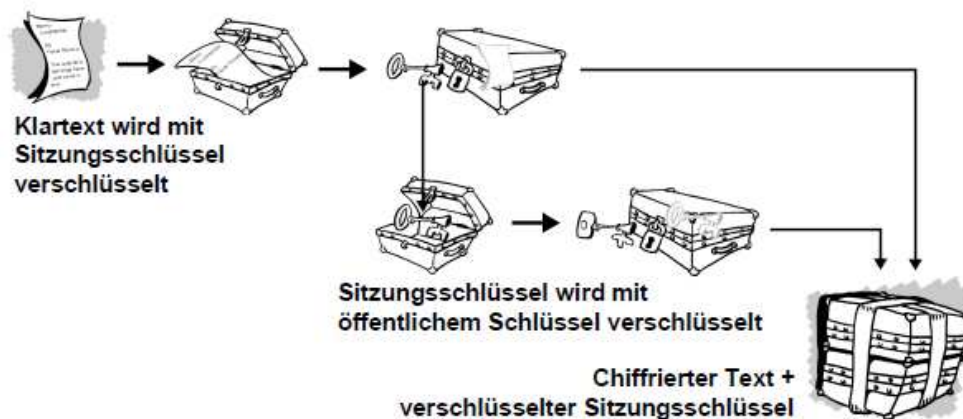 Klartext wird mit
Sitzungsschlüssel
verschlüsselt
Sitzungsschlüssel wird mit
öffentlichem Schlüssel verschlüsselt
Chiffrierter Text +
verschlüsselter Sitzungsschlüssel